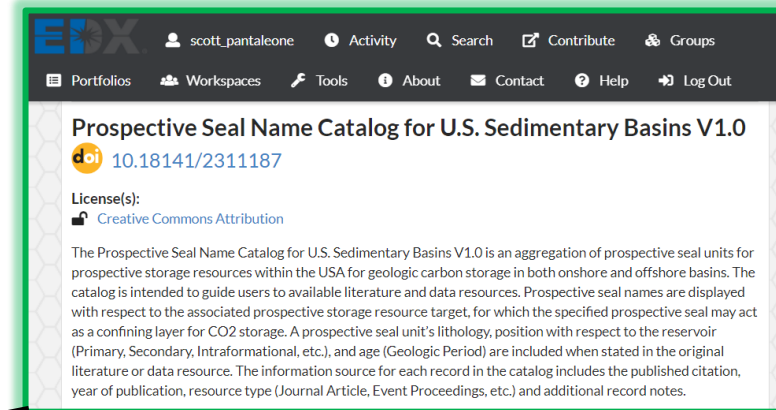 EDX. scott_pantaleone Activity Search Contribute Groups
Portfolios Workspaces Tools About Contact Help Log Out
Prospective Seal Name Catalog for U.S. Sedimentary Basins V1.0
doi 10.18141/2311187
License(s):
Creative Commons Attribution
The Prospective Seal Name Catalog for U.S. Sedimentary Basins V1.0 is an aggregation of prospective seal units for
prospective storage resources within the USA for geologic carbon storage in both onshore and offshore basins. The
catalog is intended to guide users to available literature and data resources. Prospective seal names are displayed
with respect to the associated prospective storage resource target, for which the specified prospective seal may act
as a confining layer for CO2 storage. A prospective seal unit's lithology, position with respect to the reservoir
(Primary, Secondary, Intraformational, etc.), and age (Geologic Period) are included when stated in the original
literature or data resource. The information source for each record in the catalog includes the published citation,
year of publication, resource type (Journal Article, Event Proceedings, etc.) and additional record notes.